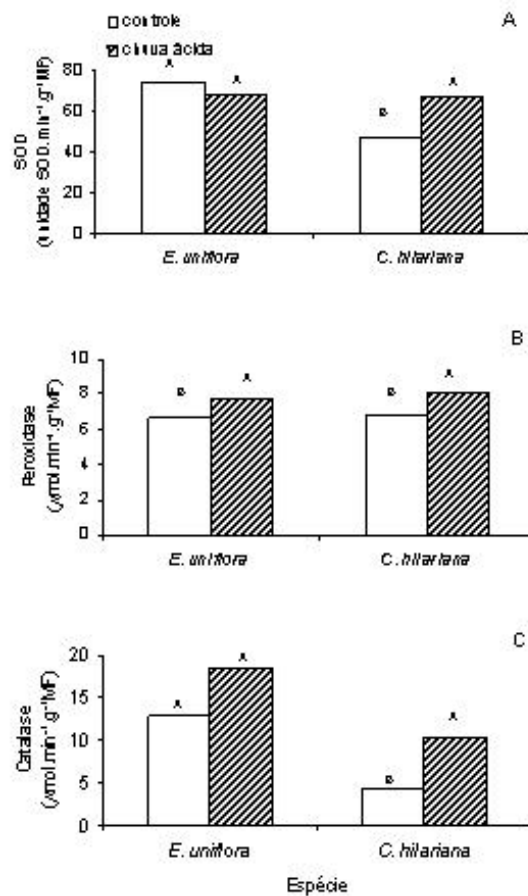 A
controle
chuva ácida
SOD
(unidade SOD.min⁻¹.g⁻¹MF)
80
60
40
20
0
A
A
B
A
E. uniflora
C. hilariana
B
Peroxidase
(µmol.min⁻¹.g⁻¹MF)
10
8
6
4
2
0
B
A
B
A
E. uniflora
C. hilariana
C
Catalase
(µmol.min⁻¹.g⁻¹MF)
20
15
10
5
0
A
A
B
A
E. uniflora
C. hilariana
Espécie